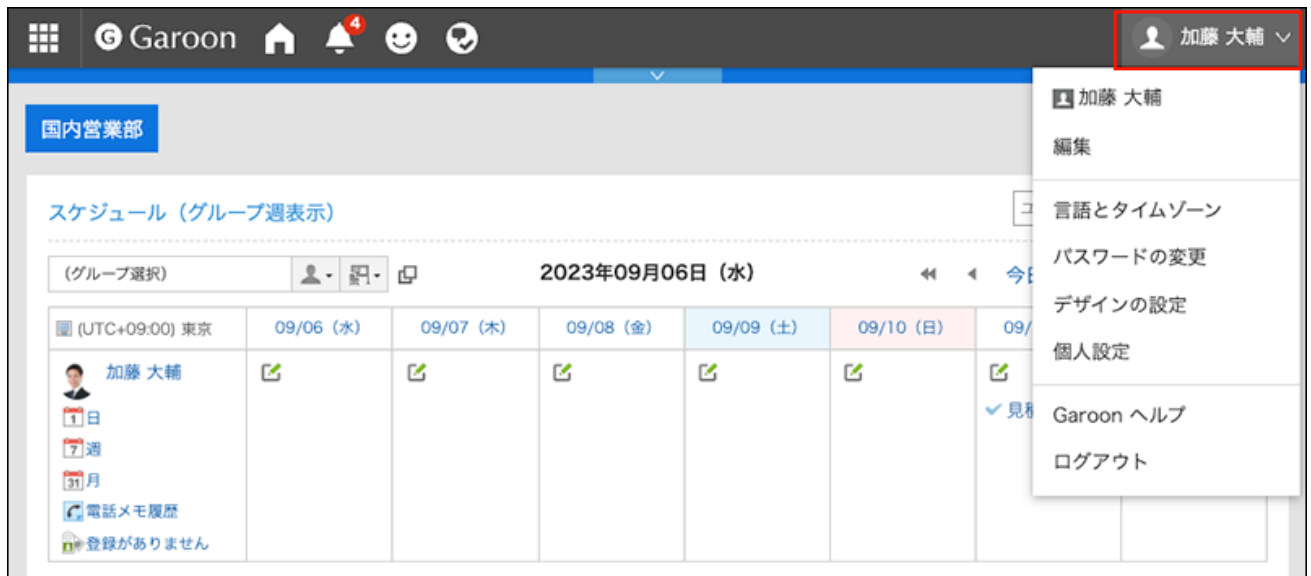 G Garoon 4 加藤 大輔
加藤 大輔
編集
言語とタイムゾーン
パスワードの変更
デザインの設定
個人設定
Garoon ヘルプ
ログアウト
国内営業部
スケジュール（グループ週表示）
(グループ選択) 2023年09月06日（水） 今日
(UTC+09:00) 東京 09/06（水） 09/07（木） 09/08（金） 09/09（土） 09/10（日） 09/
加藤 大輔
1 日
7 週
31 月
電話メモ履歴
登録がありません
見積